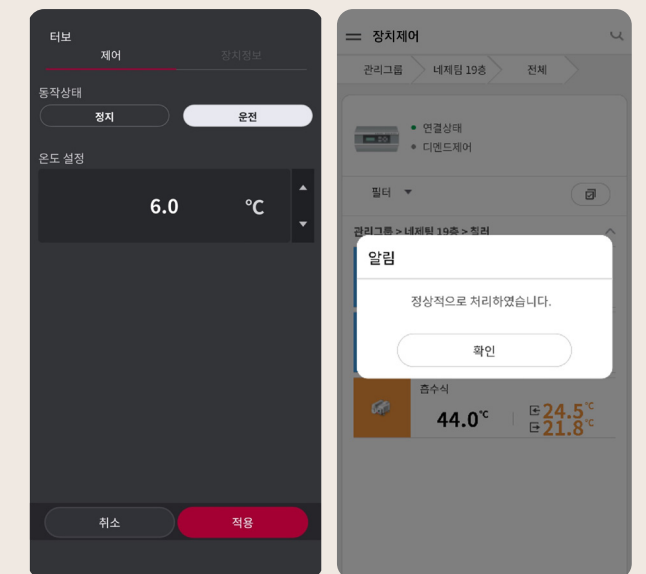 터보
제어
장치정보
동작상태
정지
운전
온도 설정
6.0 °C
취소
적용
장치제어
관리그룹
네제팀 19층
전체
연결상태
디맨드제어
필터
관리그룹 > 네제팀 19층 > 칠러
알림
정상적으로 처리하였습니다.
확인
흡수식
44.0℃
24.5℃
21.8℃